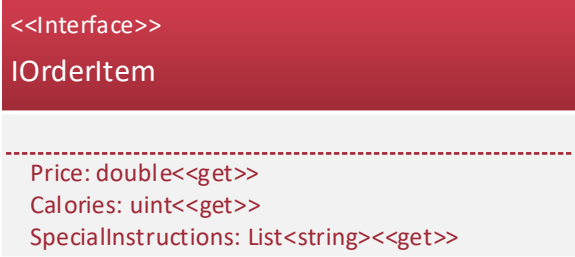 <<Interface>>
IOrderItem
Price: double<<get>>
Calories: uint<<get>>
SpecialInstructions: List<string><<get>>